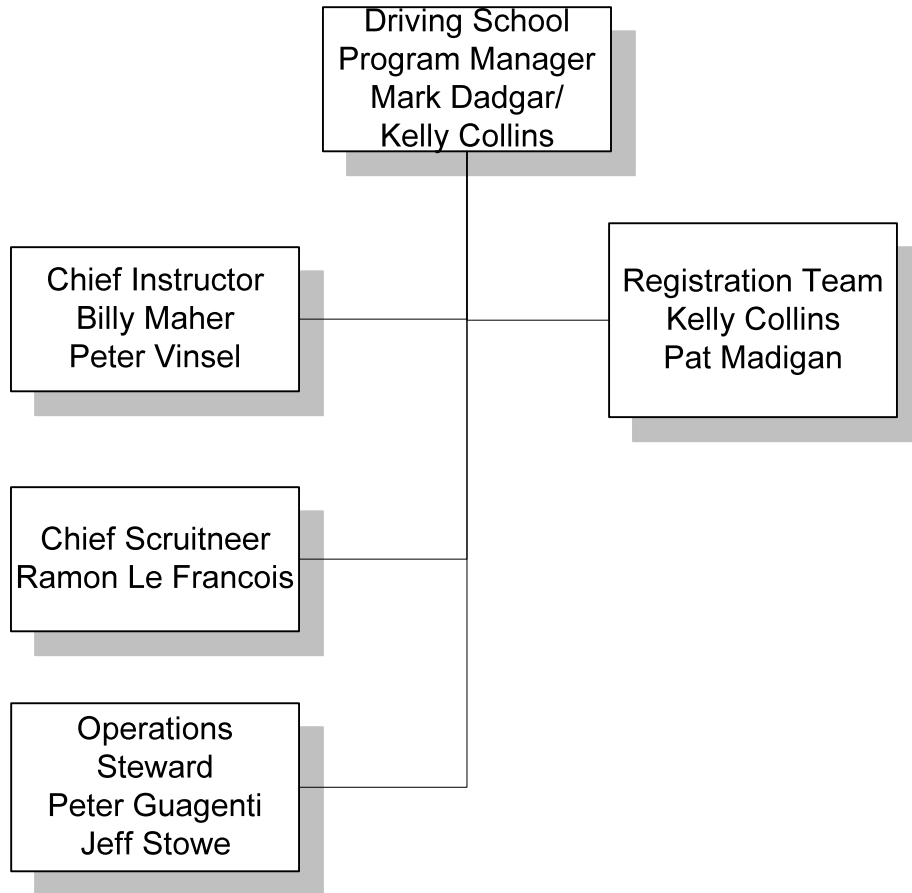 Driving School
Program Manager
Mark Dadgar/
Kelly Collins
Chief Instructor
Billy Maher
Peter Vinsel
Registration Team
Kelly Collins
Pat Madigan
Chief Scruitneer
Ramon Le Francois
Operations
Steward
Peter Guagenti
Jeff Stowe